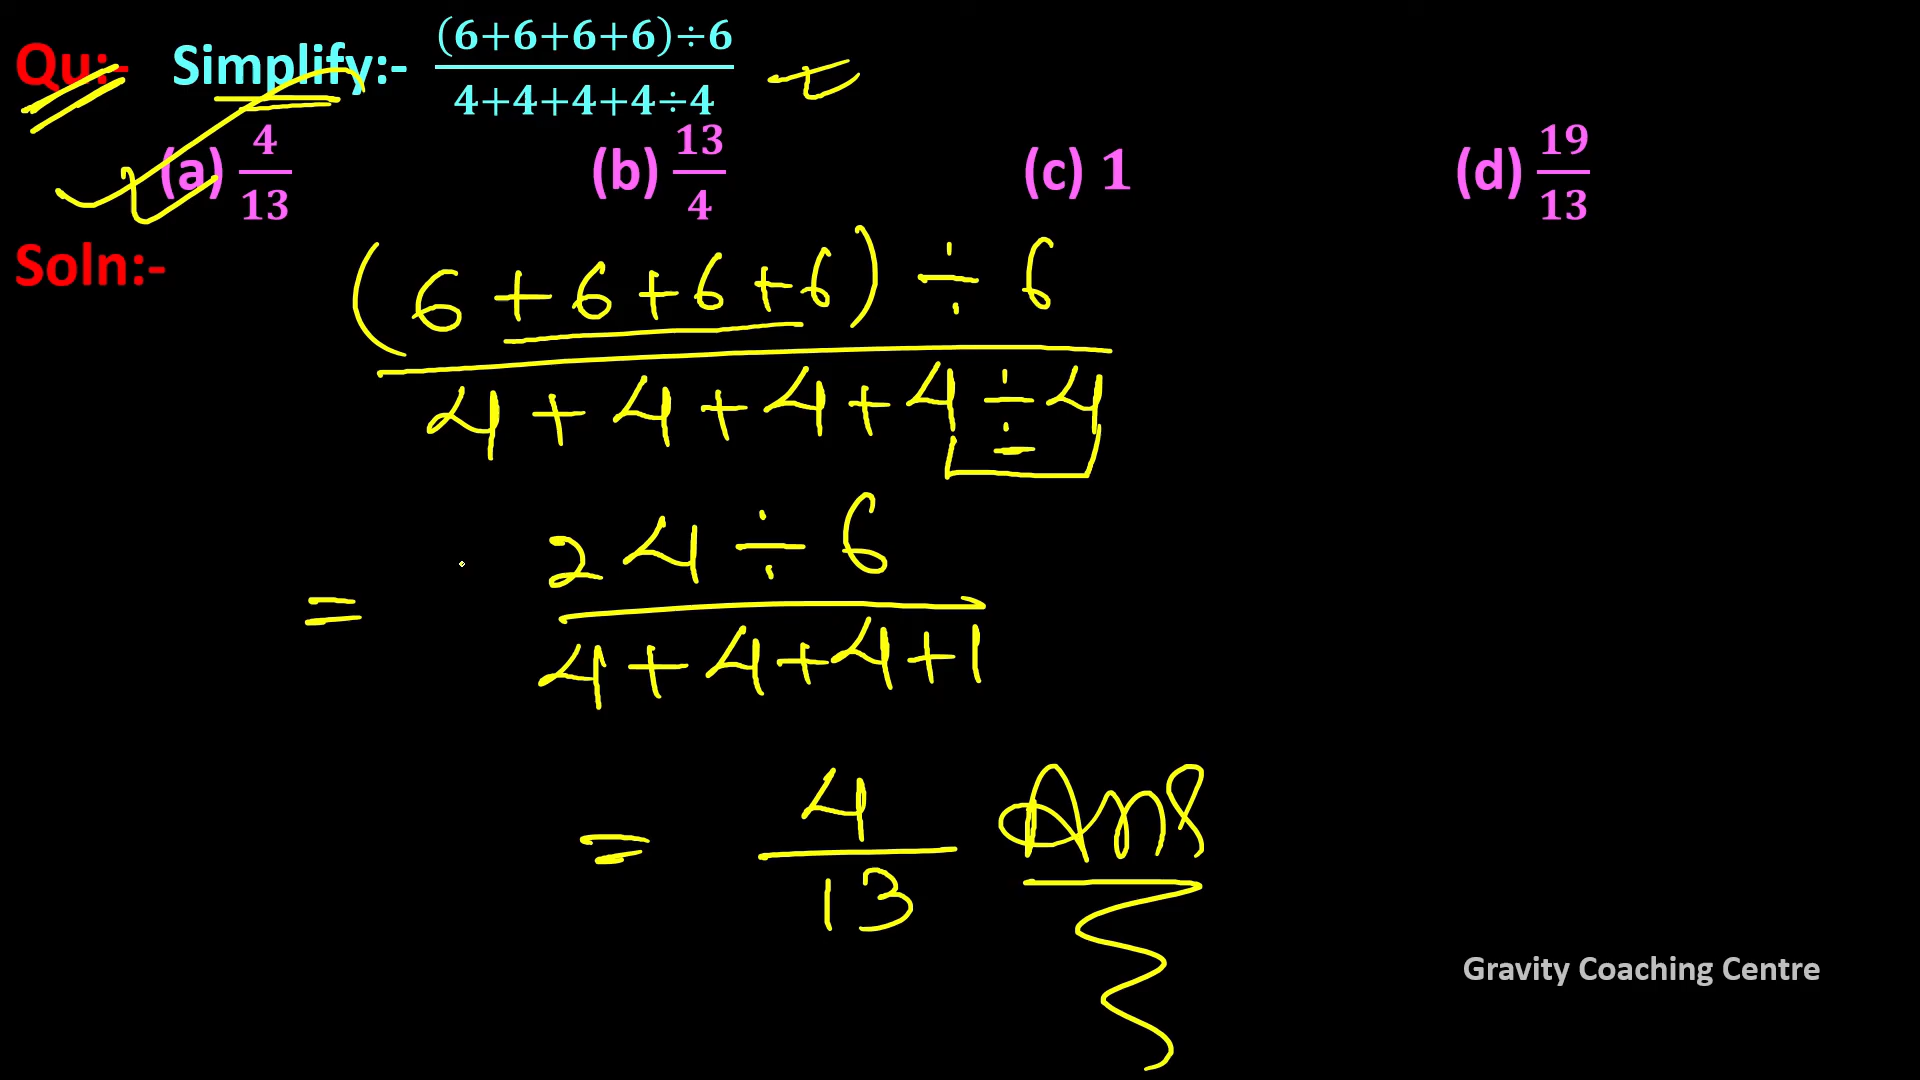 Qu:- Simplify:- (6+6+6+6)÷6 / 4+4+4+4÷4
(a) 4/13 (b) 13/4 (c) 1 (d) 19/13
Soln:-
(6+6+6+6)÷6
4+4+4+4÷4
= 24÷6
4+4+4+1
= 4/13 Ans
Gravity Coaching Centre